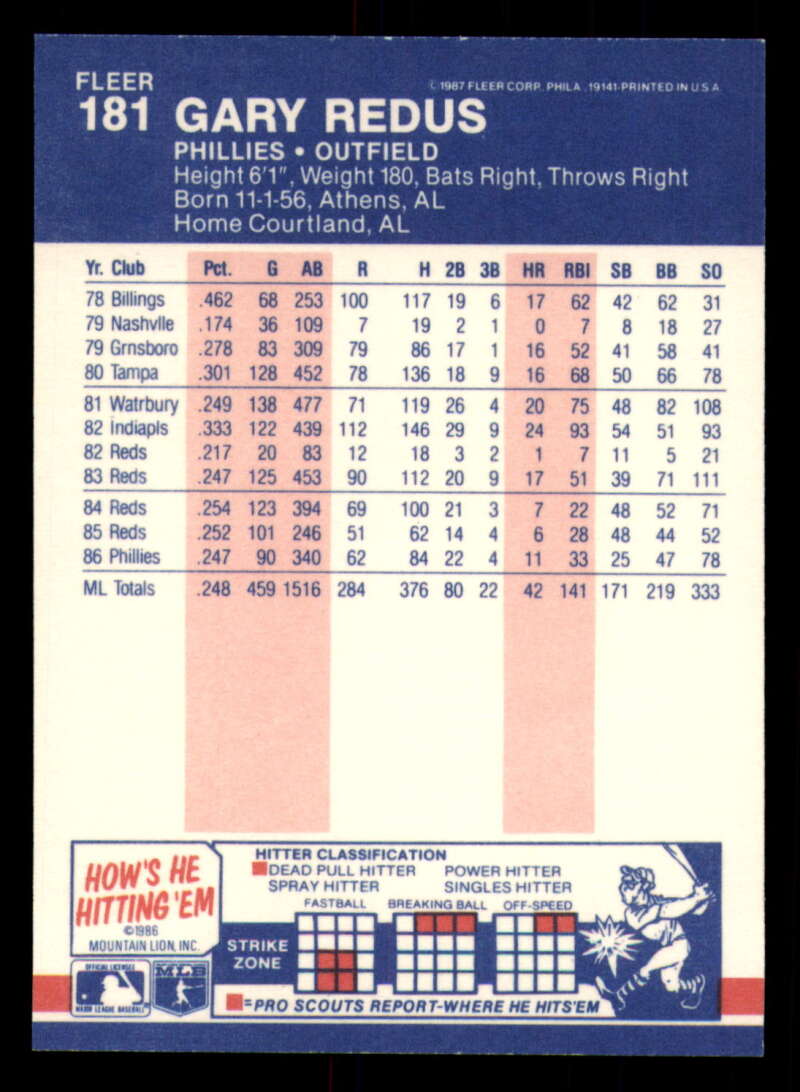 FLEER
181 GARY REDUS
© 1987 FLEER CORP. PHILA. 19141-PRINTED IN U S A
PHILLIES • OUTFIELD
Height 6'1", Weight 180, Bats Right, Throws Right
Born 11-1-56, Athens, AL
Home Courtland, AL
Yr. Club Pct. G AB R H 2B 3B HR RBI SB BB SO
78 Billings .462 68 253 100 117 19 6 17 62 42 62 31
79 Nashvlle .174 36 109 7 19 2 1 0 7 8 18 27
79 Grnsboro .278 83 309 79 86 17 1 16 52 41 58 41
80 Tampa .301 128 452 78 136 18 9 16 68 50 66 78
81 Watrbury .249 138 477 71 119 26 4 20 75 48 82 108
82 Indiapls .333 122 439 112 146 29 9 24 93 54 51 93
82 Reds .217 20 83 12 18 3 2 1 7 11 5 21
83 Reds .247 125 453 90 112 20 9 17 51 39 71 111
84 Reds .254 123 394 69 100 21 3 7 22 48 52 71
85 Reds .252 101 246 51 62 14 4 6 28 48 44 52
86 Phillies .247 90 340 62 84 22 4 11 33 25 47 78
ML Totals .248 459 1516 284 376 80 22 42 141 171 219 333
HOW'S HE
HITTING 'EM
©1986
MOUNTAIN LION, INC.
OFFICIAL LICENSEE
MAJOR LEAGUE BASEBALL
MLB
HITTER CLASSIFICATION
DEAD PULL HITTER POWER HITTER
SPRAY HITTER SINGLES HITTER
FASTBALL BREAKING BALL OFF-SPEED
STRIKE
ZONE
=PRO SCOUTS REPORT-WHERE HE HITS'EM